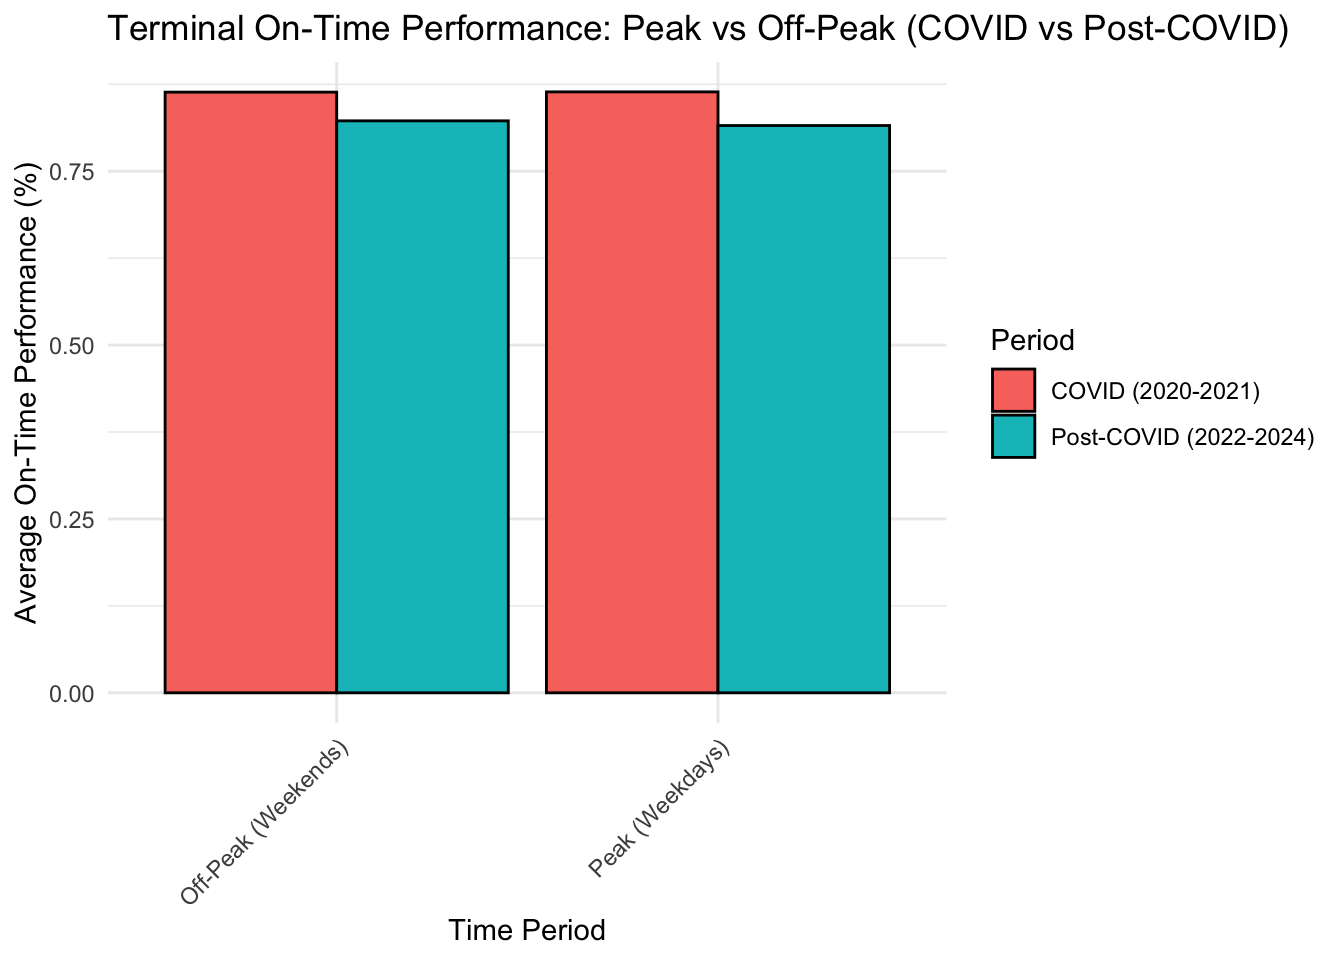 Terminal On-Time Performance: Peak vs Off-Peak (COVID vs Post-COVID)
Average On-Time Performance (%)
0.75
0.50
0.25
0.00
Off-Peak (Weekends)
Peak (Weekdays)
Time Period
Period
COVID (2020-2021)
Post-COVID (2022-2024)